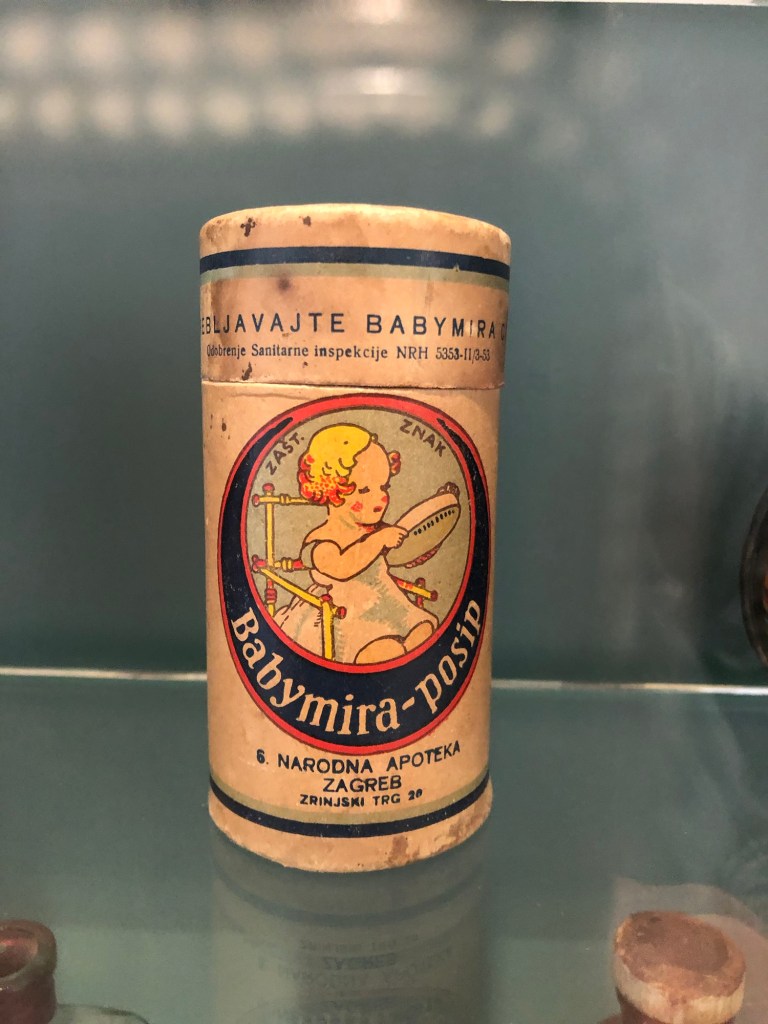 BABYMIRA
Odobrenje Sanitarne inspekcije NRH 5353-II/3-53
ZAŠT. ZNAK
Babymira-posip
6. NARODNA APOTEKA
ZAGREB
ZRINJSKI TRG 20